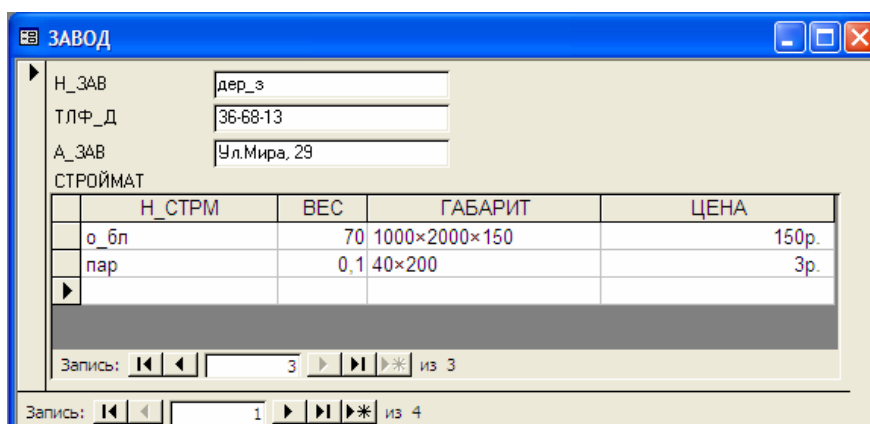 ЗАВОД
Н_ЗАВ дер_з
ТЛФ_Д 36-68-13
А_ЗАВ Ул.Мира, 29
СТРОЙМАТ
Н_СТРМ ВЕС ГАБАРИТ ЦЕНА
о_бл 70 1000×2000×150 150р.
пар 0,1 40×200 3р.
Запись: 3 из 3
Запись: 1 из 4